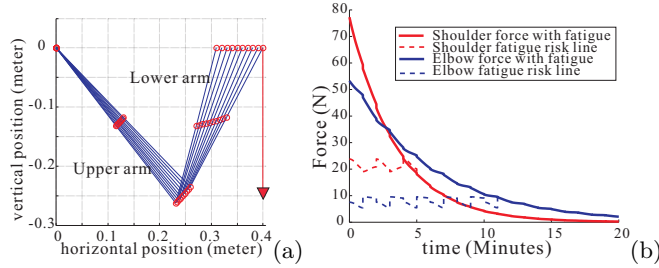 0
-0.1
-0.2
-0.3
vertical position (meter)
Lower arm
Upper arm
0 0.1 0.2 0.3 0.4
horizontal position (meter)
(a)
80
70
60
50
40
30
20
10
0
Force (N)
Shoulder force with fatigue
Shoulder fatigue risk line
Elbow force with fatigue
Elbow fatigue risk line
0 5 10 15 20
time (Minutes)
(b)